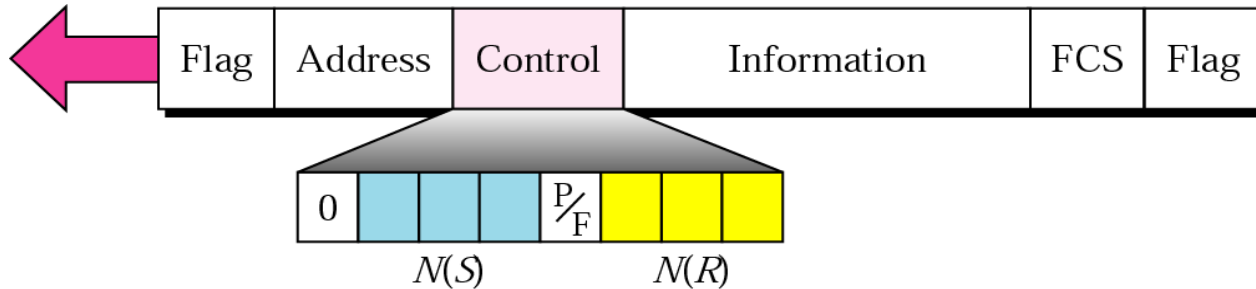 Flag Address Control Information FCS Flag
0 P/F
N(S) N(R)